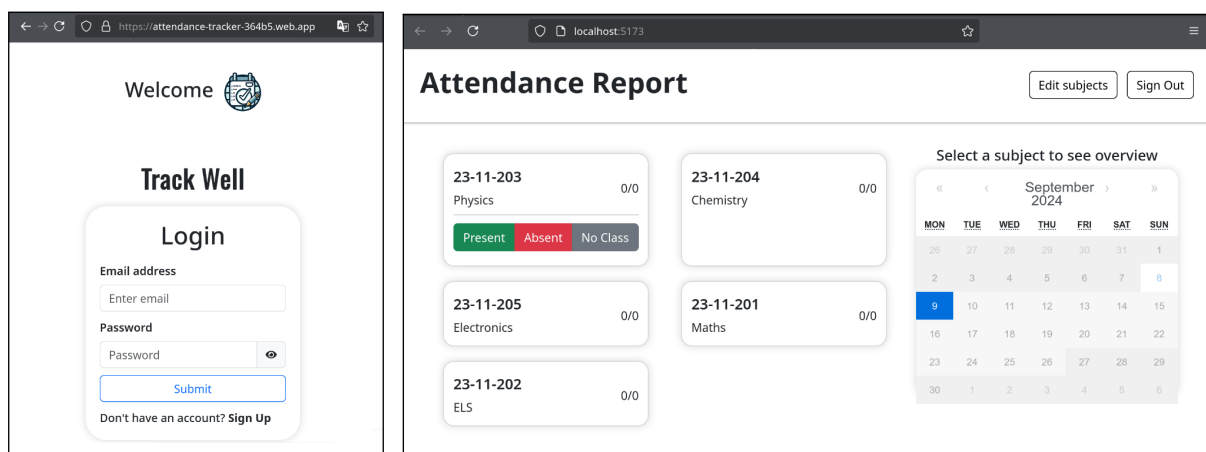 https://attendance-tracker-364b5.web.app
Welcome
Track Well
Login
Email address
Enter email
Password
Password
Submit
Don't have an account? Sign Up
localhost:5173
Attendance Report
Edit subjects
Sign Out
23-11-203
Physics
0/0
Present Absent No Class
23-11-204
Chemistry
0/0
23-11-205
Electronics
0/0
23-11-201
Maths
0/0
23-11-202
ELS
0/0
Select a subject to see overview
« ‹ September 2024 › »
MON TUE WED THU FRI SAT SUN
26 27 28 29 30 31 1
2 3 4 5 6 7 8
9 10 11 12 13 14 15
16 17 18 19 20 21 22
23 24 25 26 27 28 29
30 1 2 3 4 5 6